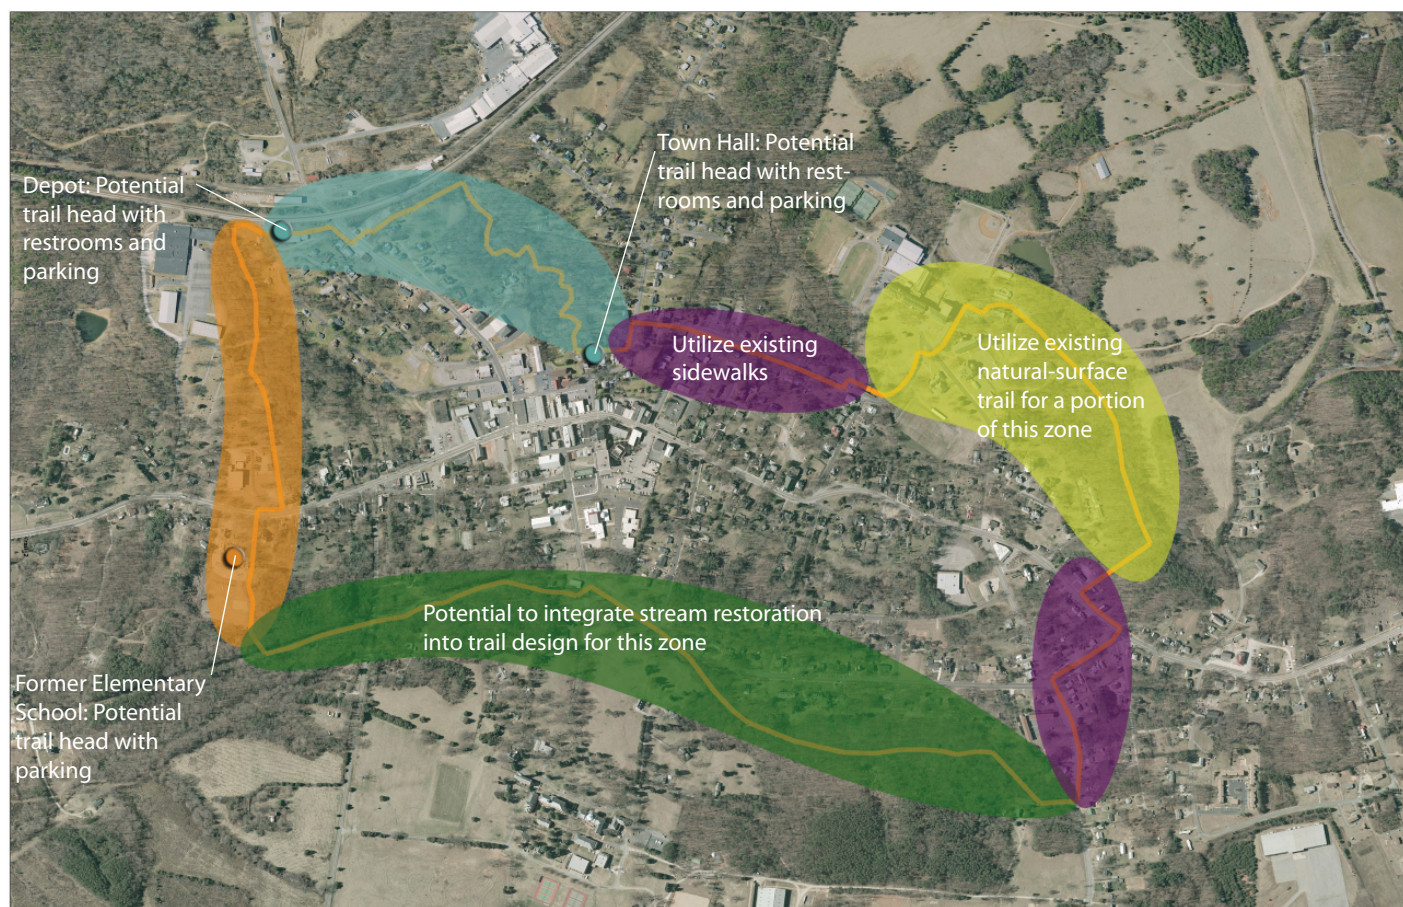 Town Hall: Potential
trail head with rest-
rooms and parking
Depot: Potential
trail head with
restrooms and
parking
Utilize existing
sidewalks
Utilize existing
natural-surface
trail for a portion
of this zone
Potential to integrate stream restoration
into trail design for this zone
Former Elementary
School: Potential
trail head with
parking